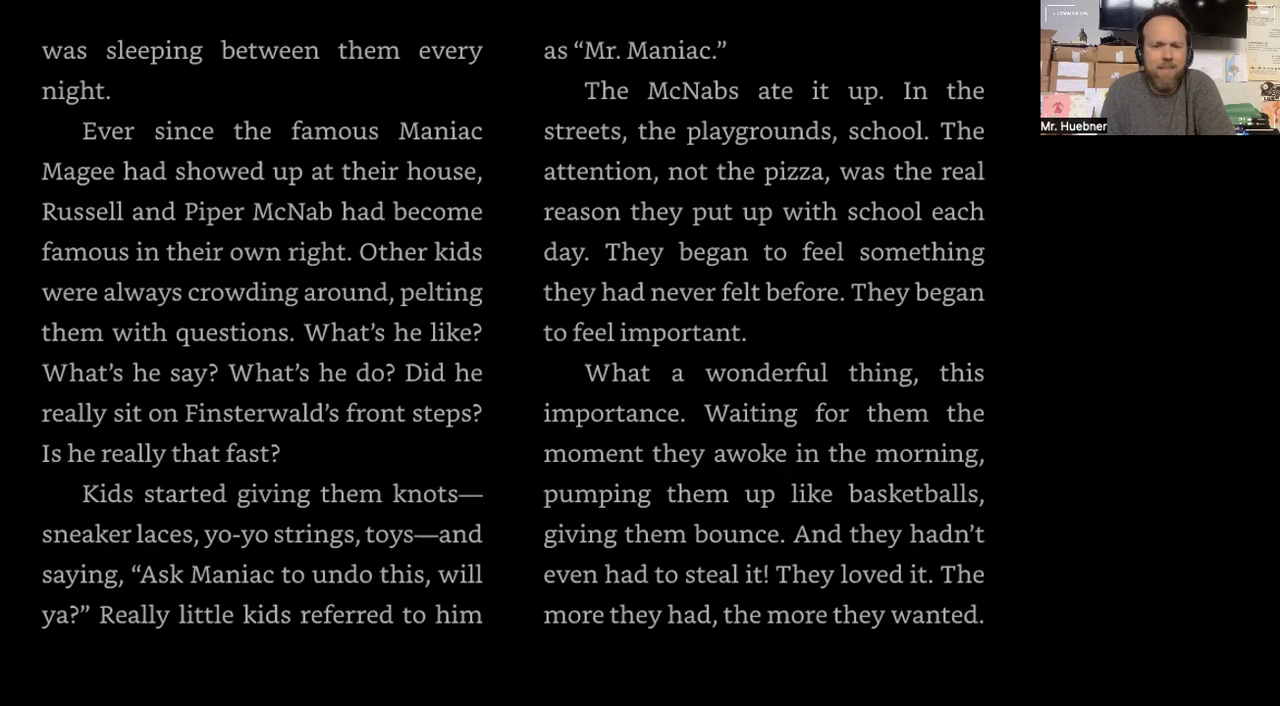 was sleeping between them every
night.
Ever since the famous Maniac
Magee had showed up at their house,
Russell and Piper McNab had become
famous in their own right. Other kids
were always crowding around, pelting
them with questions. What’s he like?
What’s he say? What’s he do? Did he
really sit on Finsterwald’s front steps?
Is he really that fast?
Kids started giving them knots—
sneaker laces, yo-yo strings, toys—and
saying, “Ask Maniac to undo this, will
ya?” Really little kids referred to him
as “Mr. Maniac.”
The McNabs ate it up. In the
streets, the playgrounds, school. The
attention, not the pizza, was the real
reason they put up with school each
day. They began to feel something
they had never felt before. They began
to feel important.
What a wonderful thing, this
importance. Waiting for them the
moment they awoke in the morning,
pumping them up like basketballs,
giving them bounce. And they hadn’t
even had to steal it! They loved it. The
more they had, the more they wanted.
Mr. Huebner